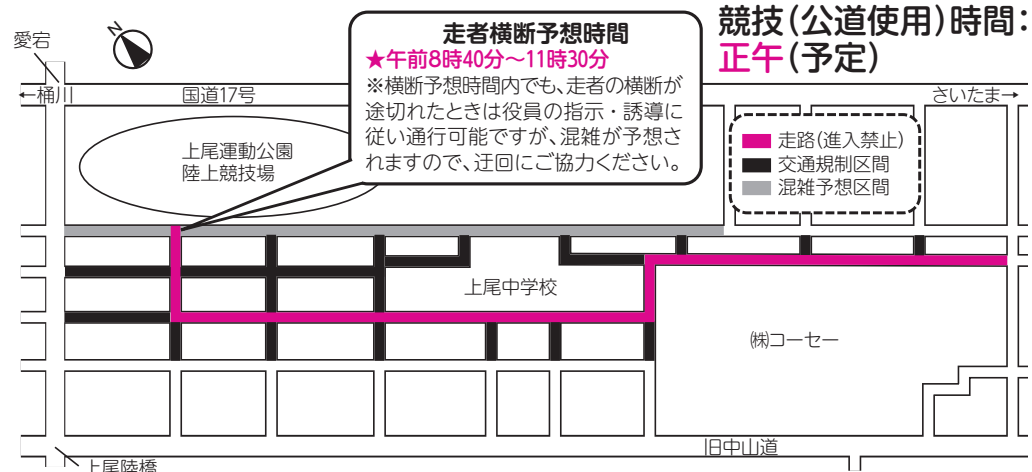 競技(公道使用)時間：
正午(予定)
愛宕
N
走者横断予想時間
★午前8時40分～11時30分
※横断予想時間内でも、走者の横断が
途切れたときは役員の指示・誘導に
従い通行可能ですが、混雑が予想さ
れますので、迂回にご協力ください。
←桶川
国道17号
さいたま→
上尾運動公園
陸上競技場
走路(進入禁止)
交通規制区間
混雑予想区間
上尾中学校
㈱コーセー
旧中山道
上尾陸橋